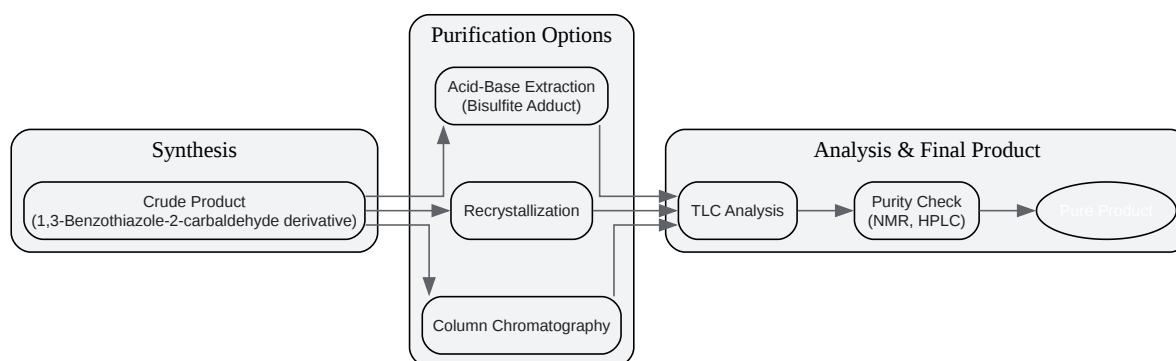 Synthesis
Crude Product
(1,3-Benzothiazole-2-carbaldehyde derivative)
Purification Options
Acid-Base Extraction
(Bisulfite Adduct)
Recrystallization
Column Chromatography
Analysis & Final Product
TLC Analysis
Purity Check
(NMR, HPLC)
Pure Product